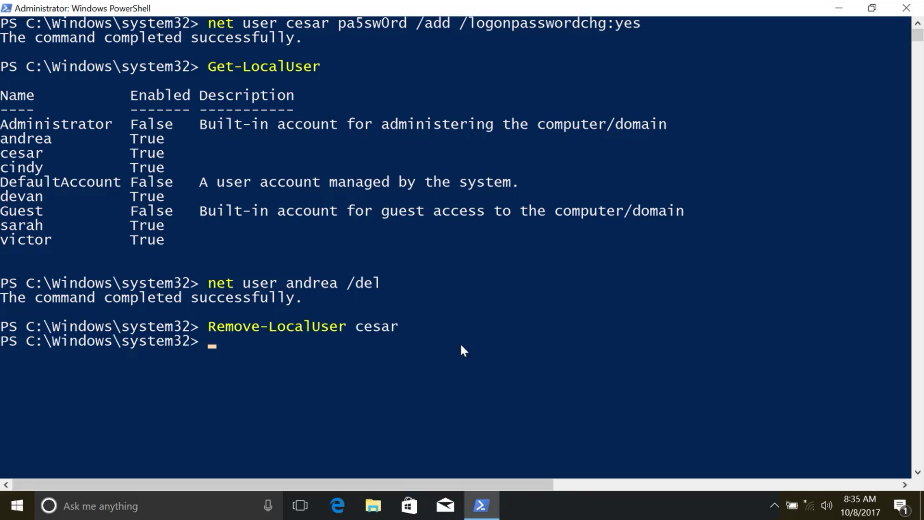 Administrator: Windows PowerShell
PS C:\Windows\system32> net user cesar pa5sw0rd /add /logonpasswordchg:yes
The command completed successfully.
PS C:\Windows\system32> Get-LocalUser
Name Enabled Description
---- ------- -----------
Administrator False Built-in account for administering the computer/domain
andrea True
cesar True
cindy True
DefaultAccount False A user account managed by the system.
devan True
Guest False Built-in account for guest access to the computer/domain
sarah True
victor True
PS C:\Windows\system32> net user andrea /del
The command completed successfully.
PS C:\Windows\system32> Remove-LocalUser cesar
PS C:\Windows\system32> _
Ask me anything
8:35 AM
10/8/2017
1